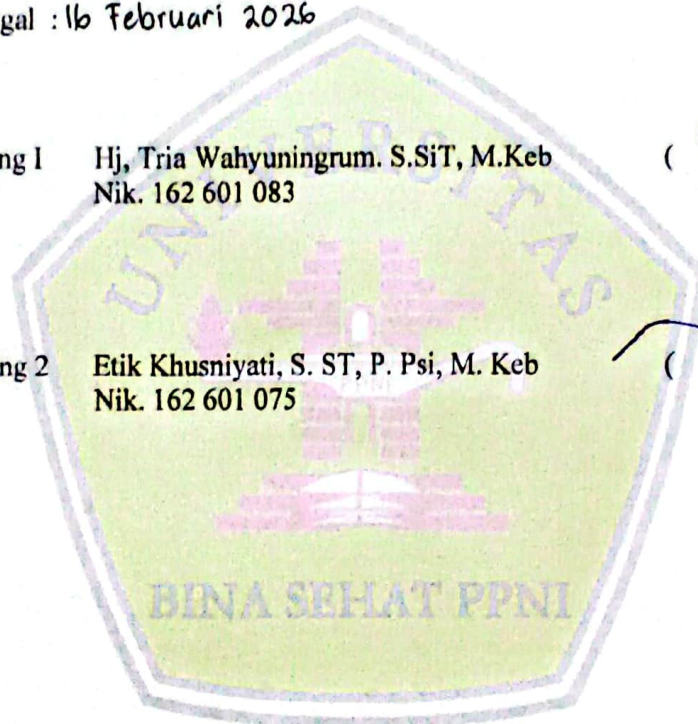 gal : 16 Februari 2026
UNIVERSITAS
ng I Hj, Tria Wahyuningrum. S.SiT, M.Keb (
Nik. 162 601 083
ng 2 Etik Khusniyati, S. ST, P. Psi, M. Keb (
Nik. 162 601 075
BINA SEHAT PPNI